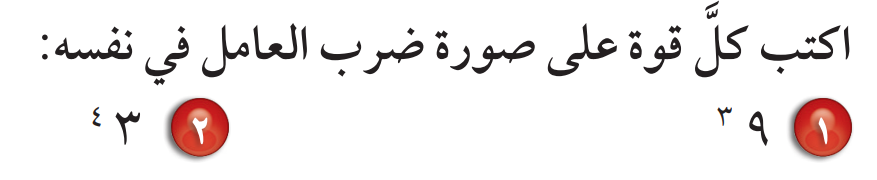 اكتب كلَّ قوة على صورة ضرب العامل في نفسه:
١ ٩ ٣ ٢ ٣ ٤